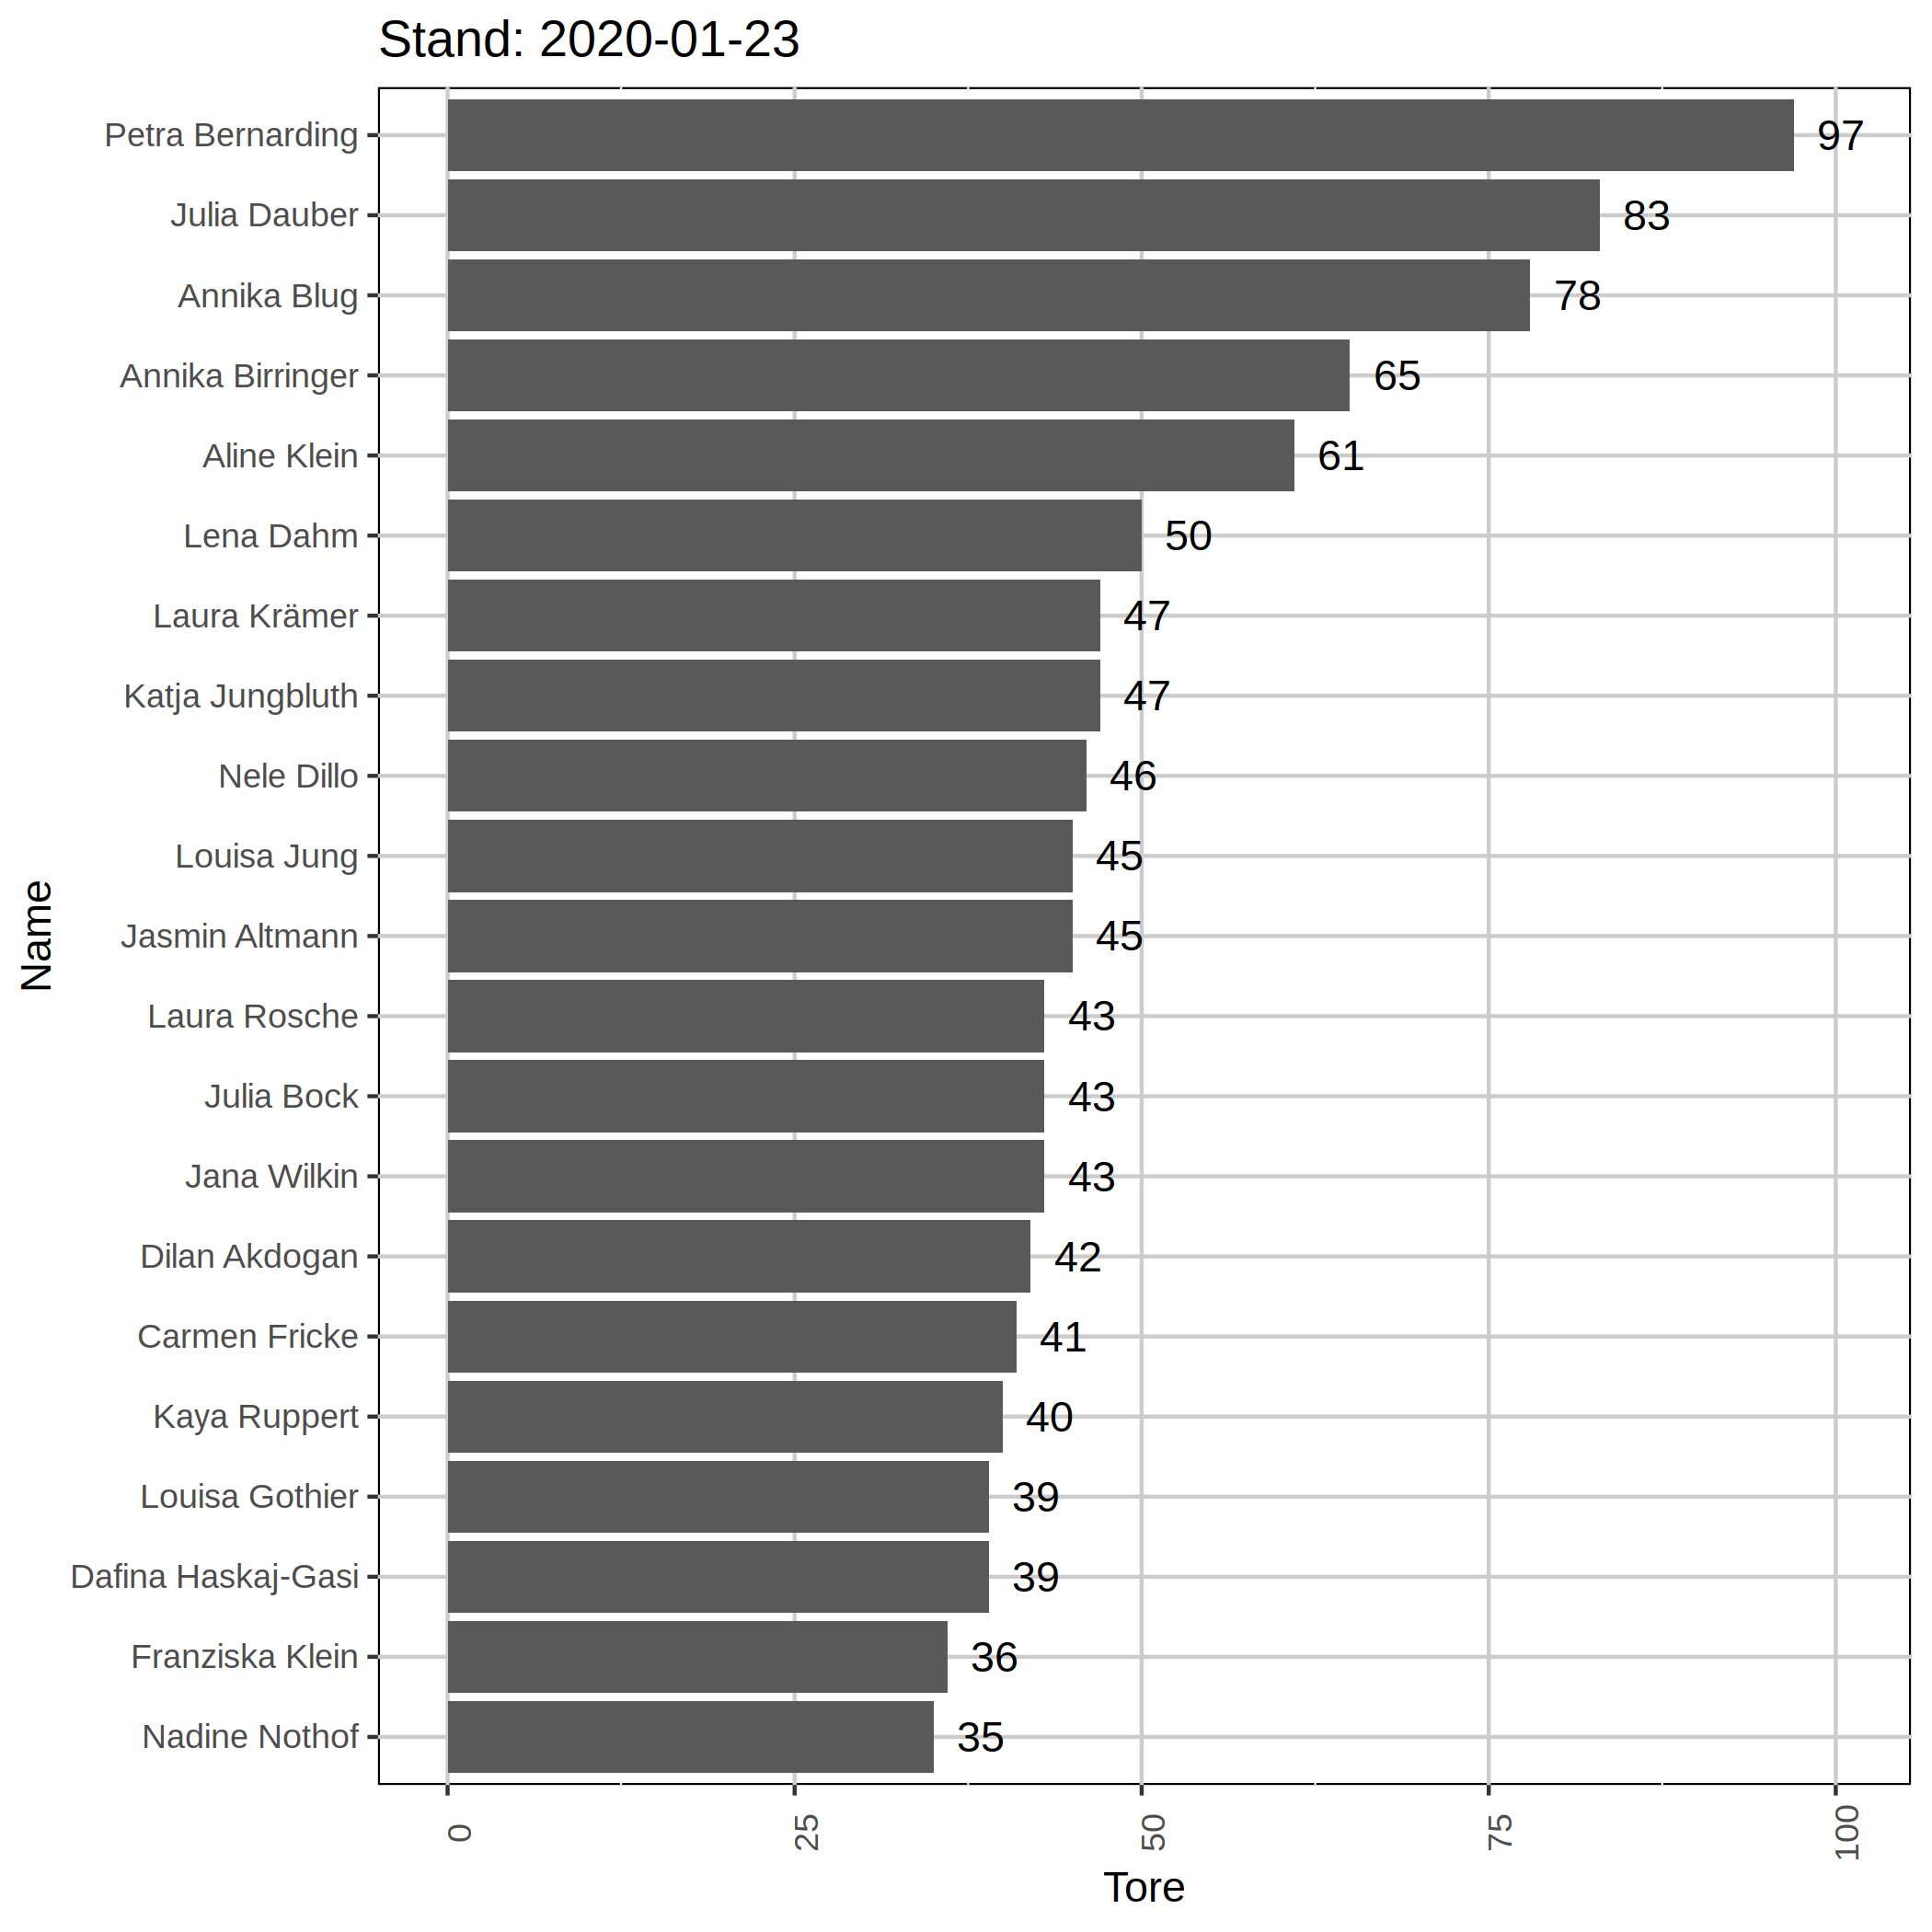 Stand: 2020-01-23
Petra Bernarding 97
Julia Dauber 83
Annika Blug 78
Annika Birringer 65
Aline Klein 61
Lena Dahm 50
Laura Krämer 47
Katja Jungbluth 47
Nele Dillo 46
Louisa Jung 45
Jasmin Altmann 45
Laura Rosche 43
Julia Bock 43
Jana Wilkin 43
Dilan Akdogan 42
Carmen Fricke 41
Kaya Ruppert 40
Louisa Gothier 39
Dafina Haskaj-Gasi 39
Franziska Klein 36
Nadine Nothof 35
Name
0 25 50 75 100
Tore